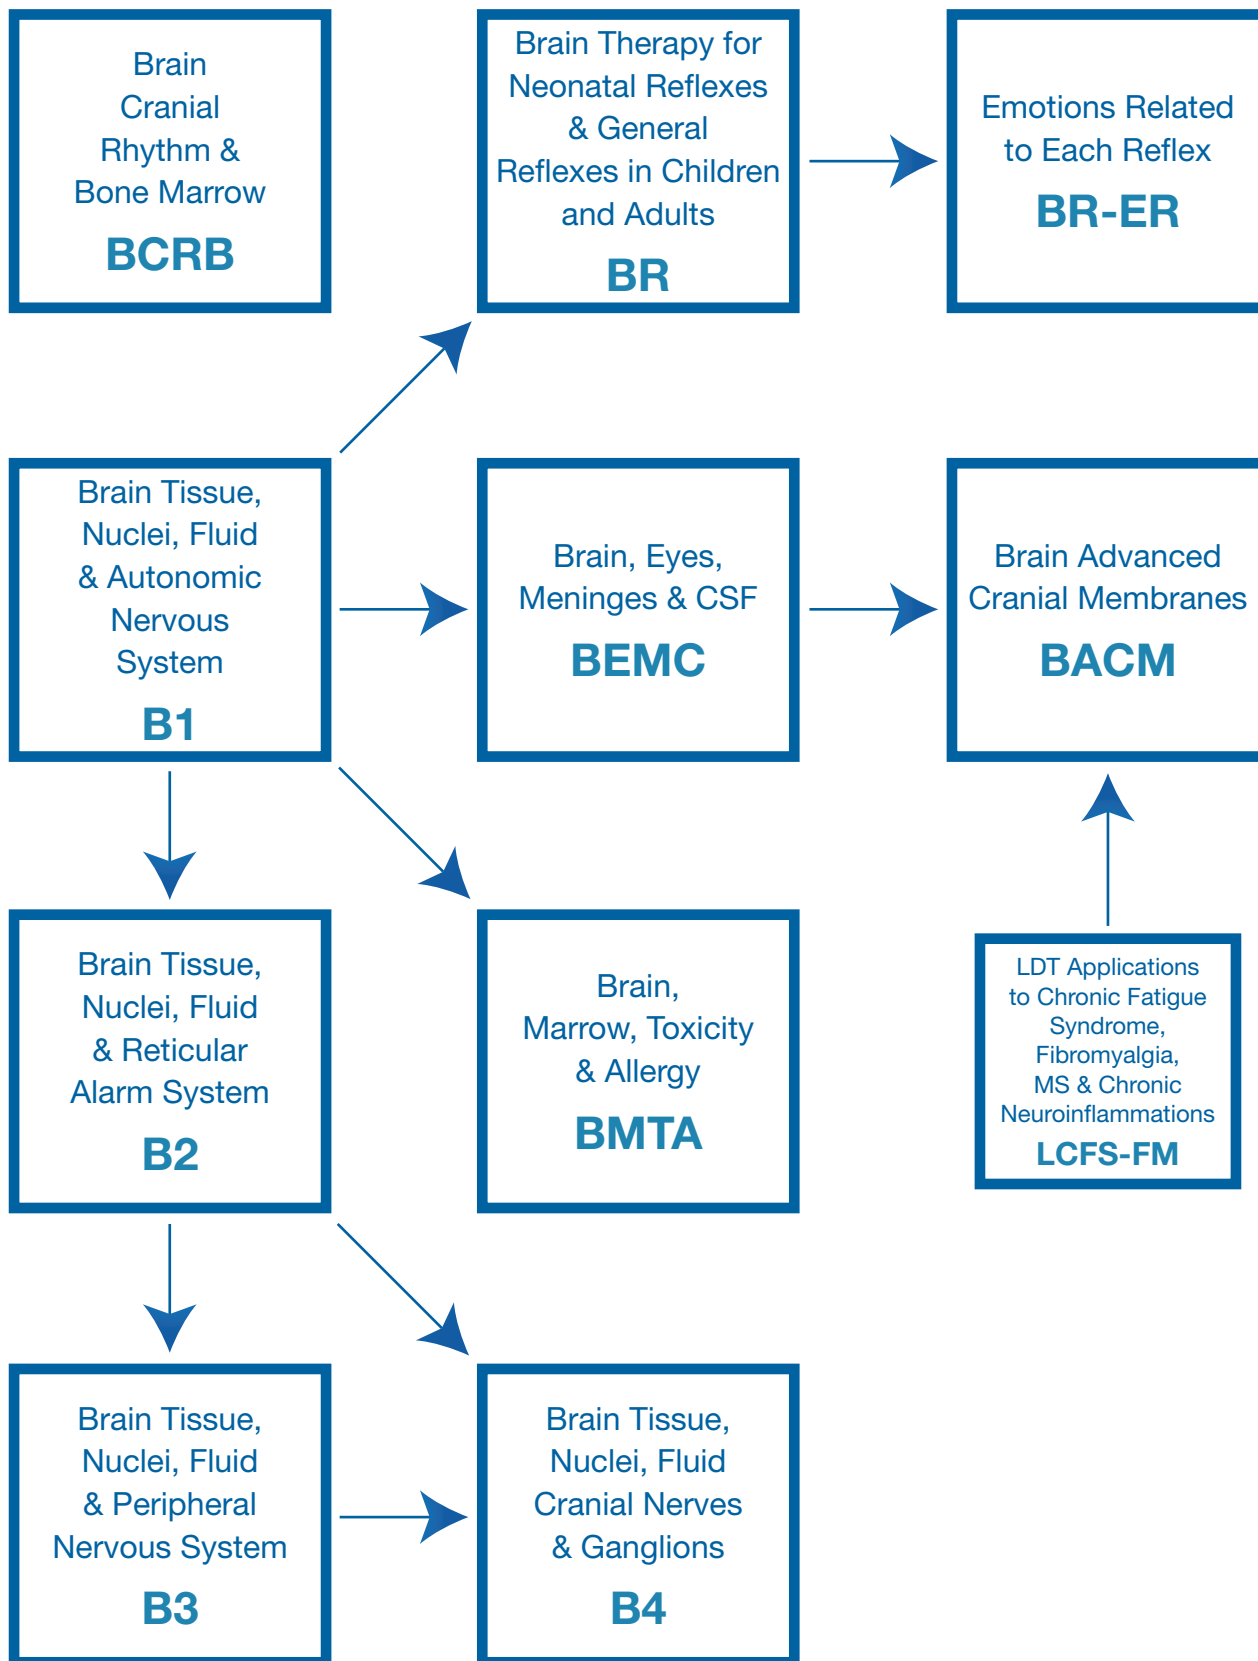 Brain
Cranial
Rhythm &
Bone Marrow
BCRB
Brain Therapy for
Neonatal Reflexes
& General
Reflexes in Children
and Adults
BR
Emotions Related
to Each Reflex
BR-ER
Brain Tissue,
Nuclei, Fluid
& Autonomic
Nervous
System
B1
Brain, Eyes,
Meninges & CSF
BEMC
Brain Advanced
Cranial Membranes
BACM
Brain Tissue,
Nuclei, Fluid
& Reticular
Alarm System
B2
Brain,
Marrow, Toxicity
& Allergy
BMTA
LDT Applications
to Chronic Fatigue
Syndrome,
Fibromyalgia,
MS & Chronic
Neuroinflammations
LCFS-FM
Brain Tissue,
Nuclei, Fluid
& Peripheral
Nervous System
B3
Brain Tissue,
Nuclei, Fluid
Cranial Nerves
& Ganglions
B4